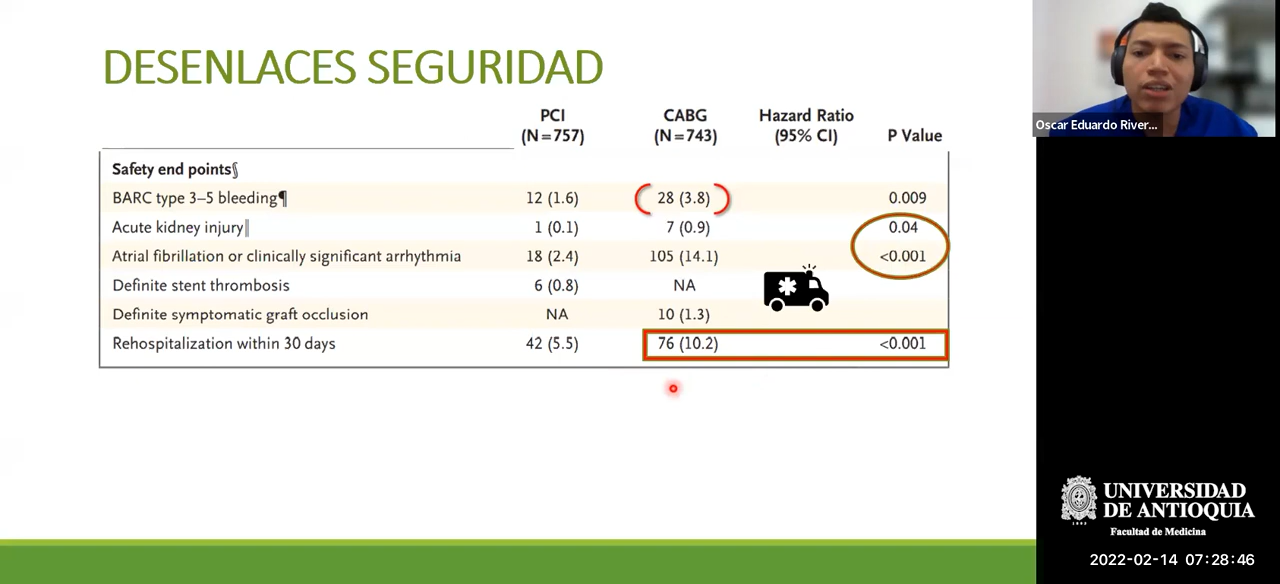 DESENLACES SEGURIDAD
PCI CABG Hazard Ratio
(N=757) (N=743) (95% CI) P Value
Safety end points§
BARC type 3–5 bleeding¶ 12 (1.6) 28 (3.8) 0.009
Acute kidney injury‖ 1 (0.1) 7 (0.9) 0.04
Atrial fibrillation or clinically significant arrhythmia 18 (2.4) 105 (14.1) <0.001
Definite stent thrombosis 6 (0.8) NA
Definite symptomatic graft occlusion NA 10 (1.3)
Rehospitalization within 30 days 42 (5.5) 76 (10.2) <0.001
Oscar Eduardo River...
UNIVERSIDAD
DE ANTIOQUIA
1803
Facultad de Medicina
2022-02-14 07:28:46